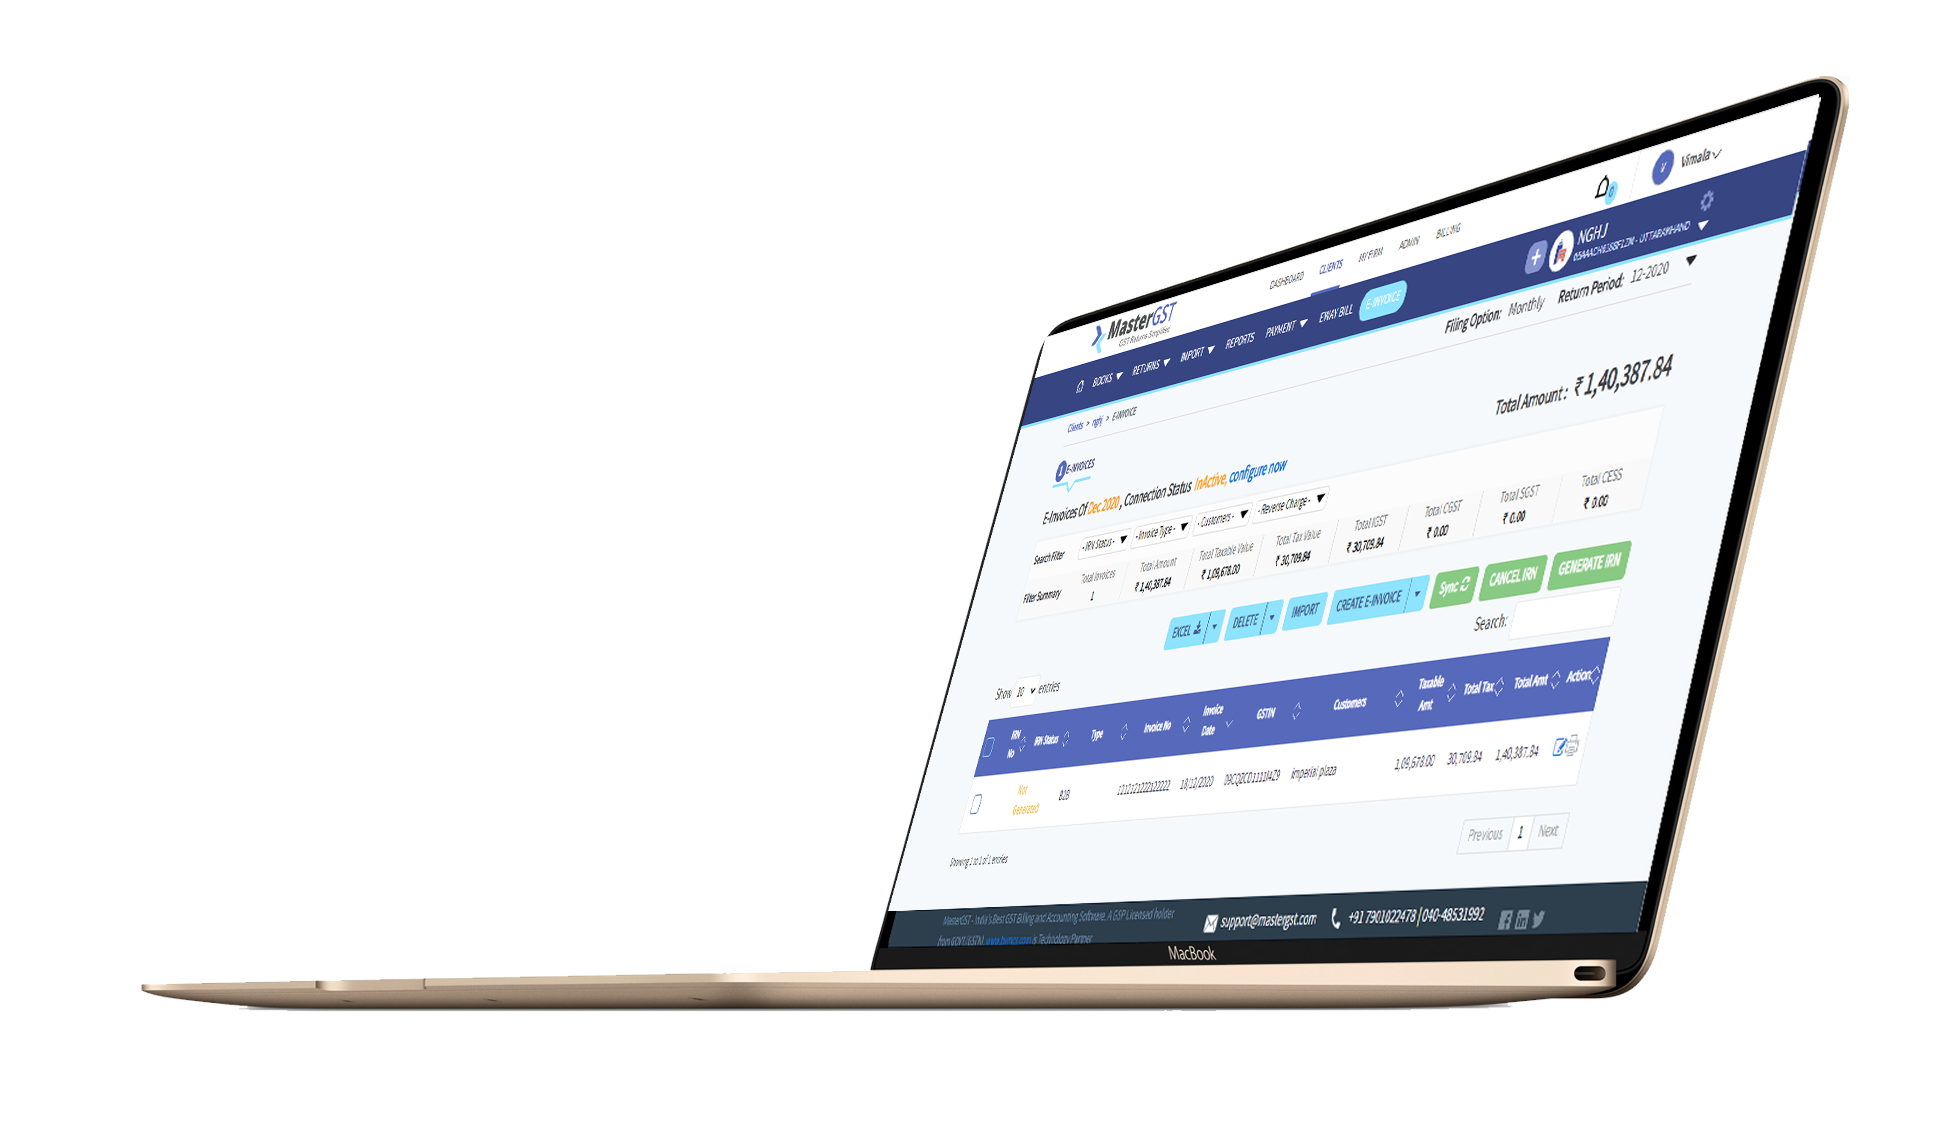 Vimala
0
DASHBOARD CLIENTS MY FIRM ADMIN BILLING
MasterGST
GST Returns Simplified
NGHJ
UTTARAKHAND
BOOKS RETURNS IMPORT REPORTS PAYMENT EWAY BILL E-INVOICE
Filing Option: Monthly Return Period: 12-2020
Clients > nghj > E-INVOICE
Total Amount : ₹ 1,40,387.84
1 E-INVOICES
E-Invoices Of Dec 2020 , Connection Status InActive, configure now
Search Filter - IRN Status - - Invoice Type - - Customers - - Reverse Charge -
Filter Summary
Total Invoices 1
Total Amount ₹ 1,40,387.84
Total Taxable Value ₹ 1,09,678.00
Total Tax Value ₹ 30,709.84
Total IGST ₹ 30,709.84
Total CGST ₹ 0.00
Total SGST ₹ 0.00
Total CESS ₹ 0.00
EXCEL DELETE IMPORT CREATE E-INVOICE Sync CANCEL IRN GENERATE IRN
Search:
Show 10 entries
IRN No IRN Status Type Invoice No Invoice Date GSTIN Customers Taxable Amt Total Tax Total Amt Action
Not Generated B2B 18/12/2020 imperial plaza 1,09,678.00 30,709.84 1,40,387.84
Showing 1 to 1 of 1 entries
Previous 1 Next
MasterGST - India's Best GST Billing and Accounting Software. A GSP Licensed holder
from GOVT.(GSTN). is Technology Partner
support@mastergst.com +91 7901022478 | 040-48531992
MacBook